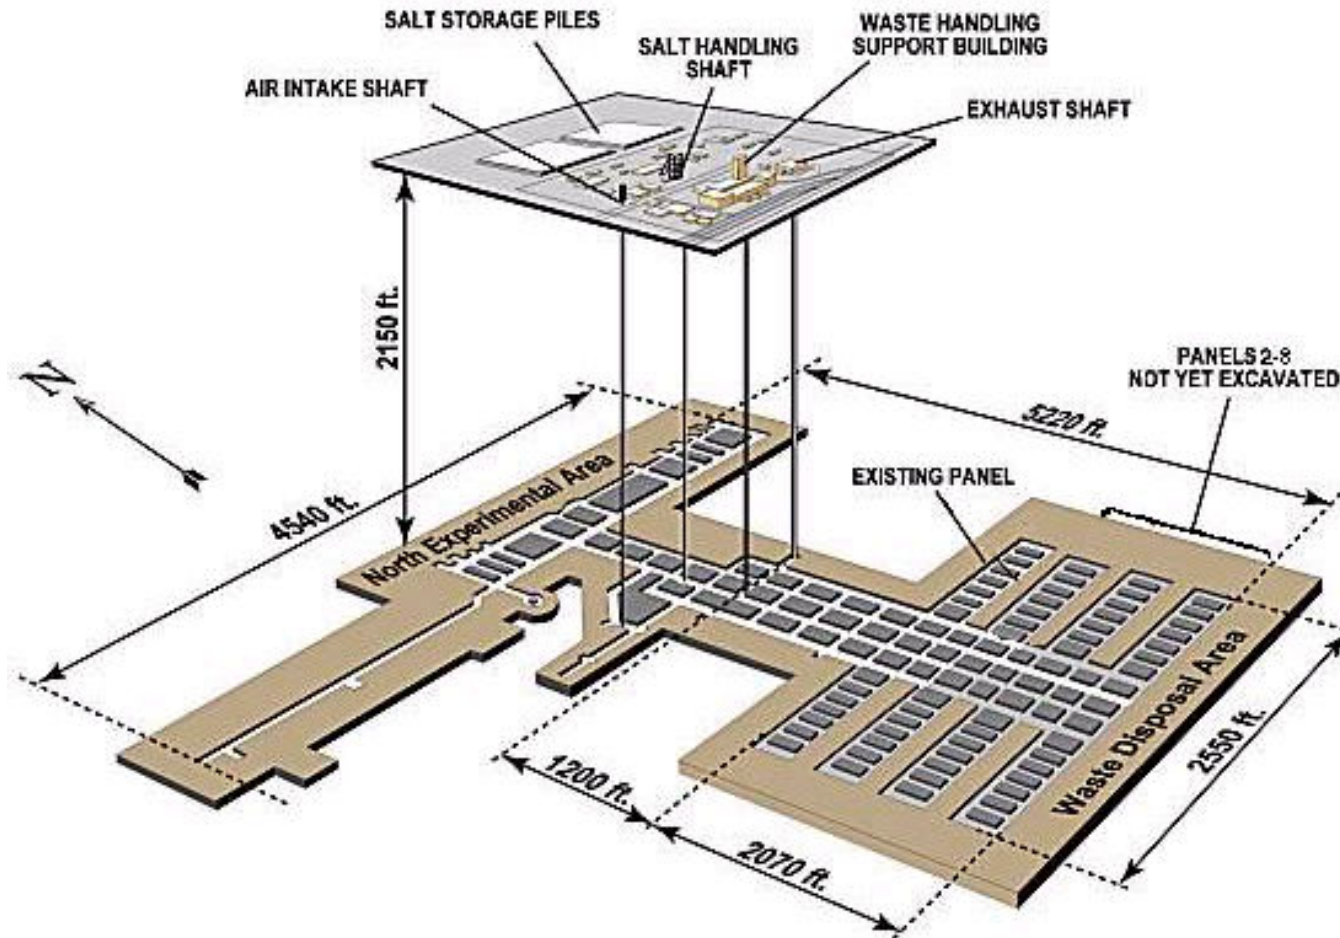 SALT STORAGE PILES
WASTE HANDLING
SUPPORT BUILDING
SALT HANDLING
SHAFT
AIR INTAKE SHAFT
EXHAUST SHAFT
2150 ft.
N
PANELS 2-8
NOT YET EXCAVATED
5220 ft.
EXISTING PANEL
4540 ft.
North Experimental Area
Waste Disposal Area
2550 ft.
1200 ft.
2070 ft.